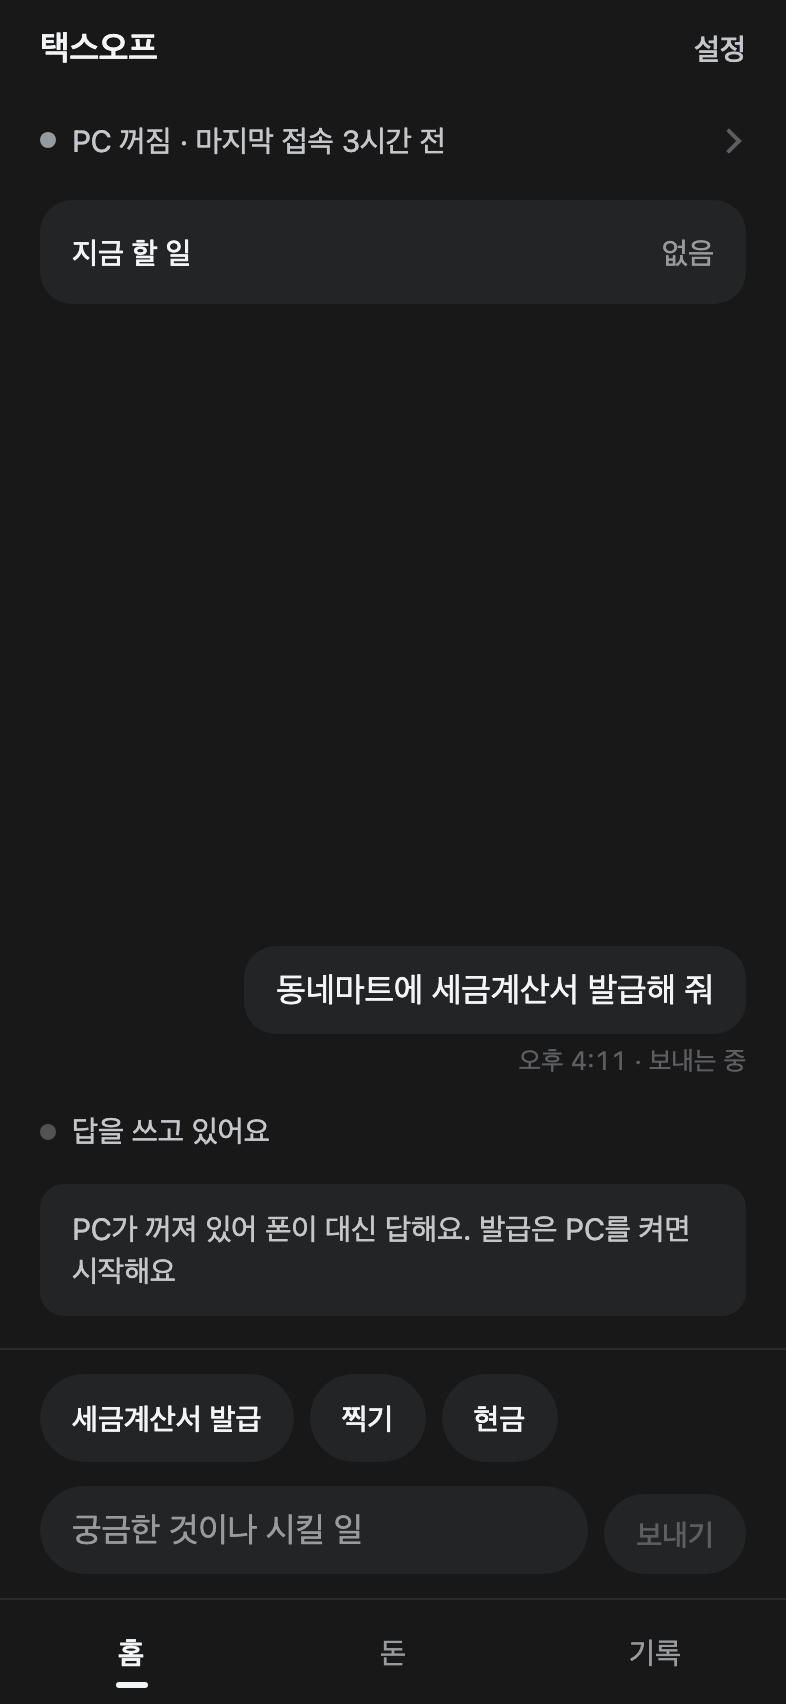 택스오프
설정
PC 꺼짐 · 마지막 접속 3시간 전
지금 할 일
없음
동네마트에 세금계산서 발급해 줘
오후 4:11 · 보내는 중
답을 쓰고 있어요
PC가 꺼져 있어 폰이 대신 답해요. 발급은 PC를 켜면
시작해요
세금계산서 발급
찍기
현금
궁금한 것이나 시킬 일
보내기
홈
돈
기록